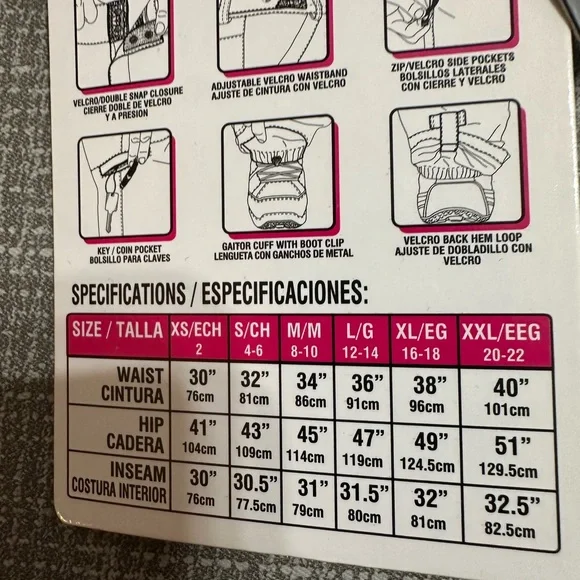 VELCRO/DOUBLE SNAP CLOSURE
CIERRE DOBLE DE VELCRO
Y A PRESION
ADJUSTABLE VELCRO WAISTBAND
AJUSTE DE CINTURA CON VELCRO
ZIP/VELCRO SIDE POCKETS
BOLSILLOS LATERALES
CON CIERRE Y VELCRO
KEY / COIN POCKET
BOLSILLO PARA CLAVES
GAITOR CUFF WITH BOOT CLIP
LENGUETA CON GANCHOS DE METAL
VELCRO BACK HEM LOOP
AJUSTE DE DOBLADILLO CON
VELCRO
SPECIFICATIONS / ESPECIFICACIONES:
SIZE / TALLA XS/ECH S/CH M/M L/G XL/EG XXL/EEG
2 4-6 8-10 12-14 16-18 20-22
WAIST 30" 32" 34" 36" 38" 40"
CINTURA 76cm 81cm 86cm 91cm 96cm 101cm
HIP 41" 43" 45" 47" 49" 51"
CADERA 104cm 109cm 114cm 119cm 124.5cm 129.5cm
INSEAM 30" 30.5" 31" 31.5" 32" 32.5"
COSTURA INTERIOR 76cm 77.5cm 79cm 80cm 81cm 82.5cm